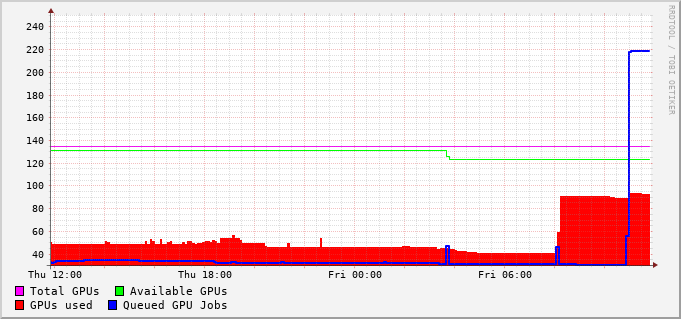 240
220
200
180
160
140
120
100
80
60
40
Thu 12:00 Thu 18:00 Fri 00:00 Fri 06:00
Total GPUs Available GPUs
GPUs used Queued GPU Jobs
RRDTOOL / TOBI OETIKER